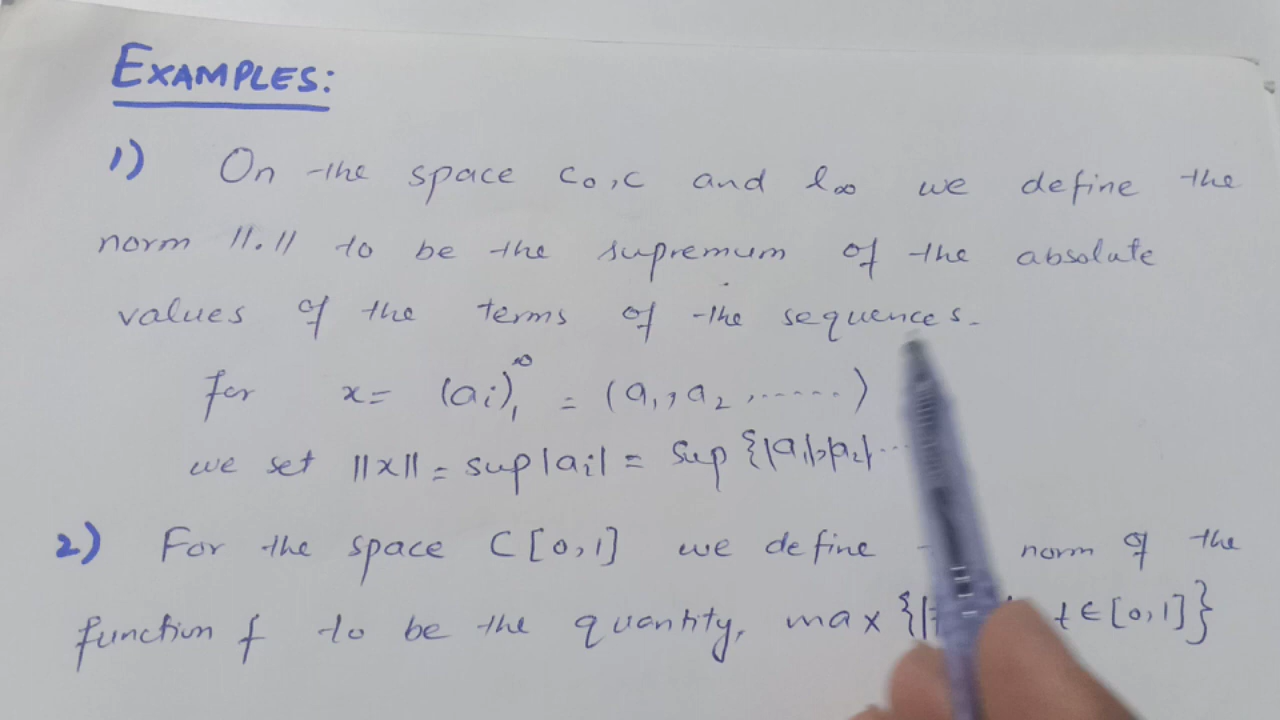 EXAMPLES:
1) On the space c₀,c and l∞ we define the
norm ||.|| to be the supremum of the absolute
values of the terms of the sequences.
for x = (ai)₁^∞ = (a₁, a₂, ......)
we set ||x|| = sup|ai| = sup {|a₁|,|a₂|...
2) For the space C[0,1] we define norm of the
function f to be the quantity, max {| t∈[0,1]}